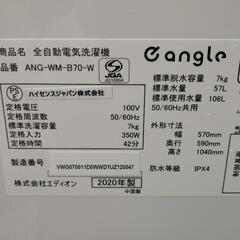 商品名 全自動電気洗濯機
品番 ANG-WM-B70-W
JQA
JQ10804
ハイセンスジャパン株式会社
定格電圧 100V
定格周波数 50/60Hz
標準容量 7kg
定格入力 350W
目安時間 42分
製造番号
VWG070011D0WWD1UZ120047
株式会社エディオン
2020年製
中国製
angle
標準脱水容量 7kg
標準水量 57L
標準使用水量 106L
50/60Hz共用
外形寸法
幅) 570mm
奥行) 590mm
高さ) 1040mm
防水等級 IPX4